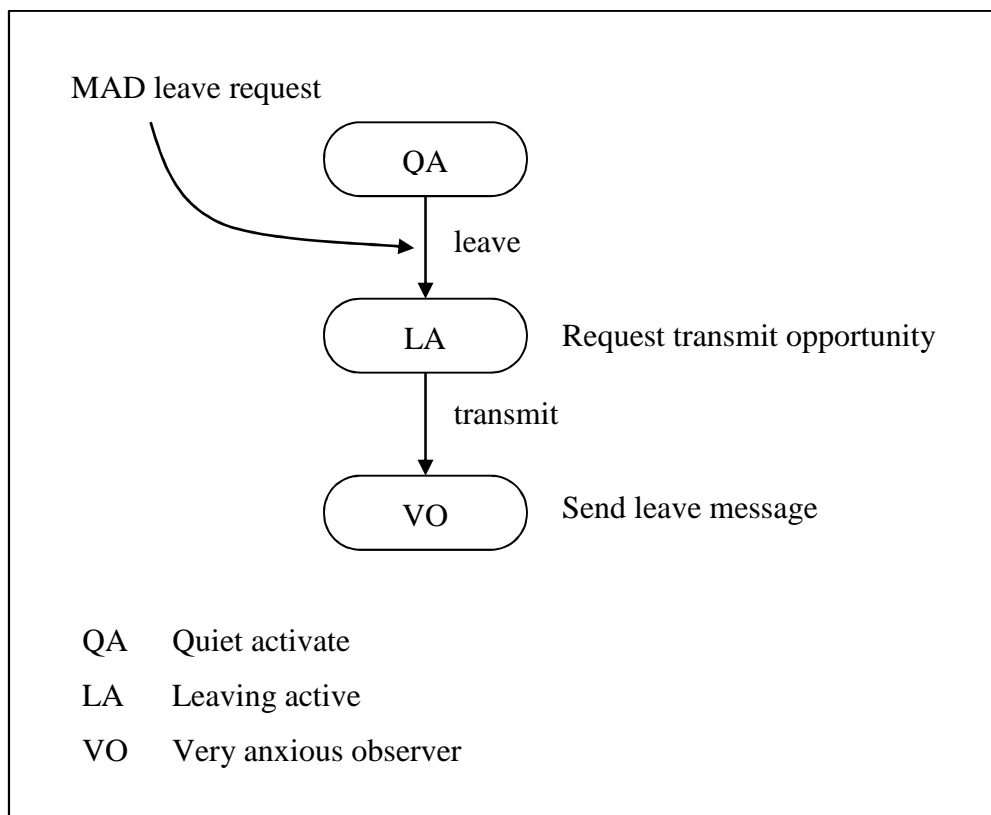 MAD leave request
QA
leave
LA Request transmit opportunity
transmit
VO Send leave message
QA Quiet activate
LA Leaving active
VO Very anxious observer